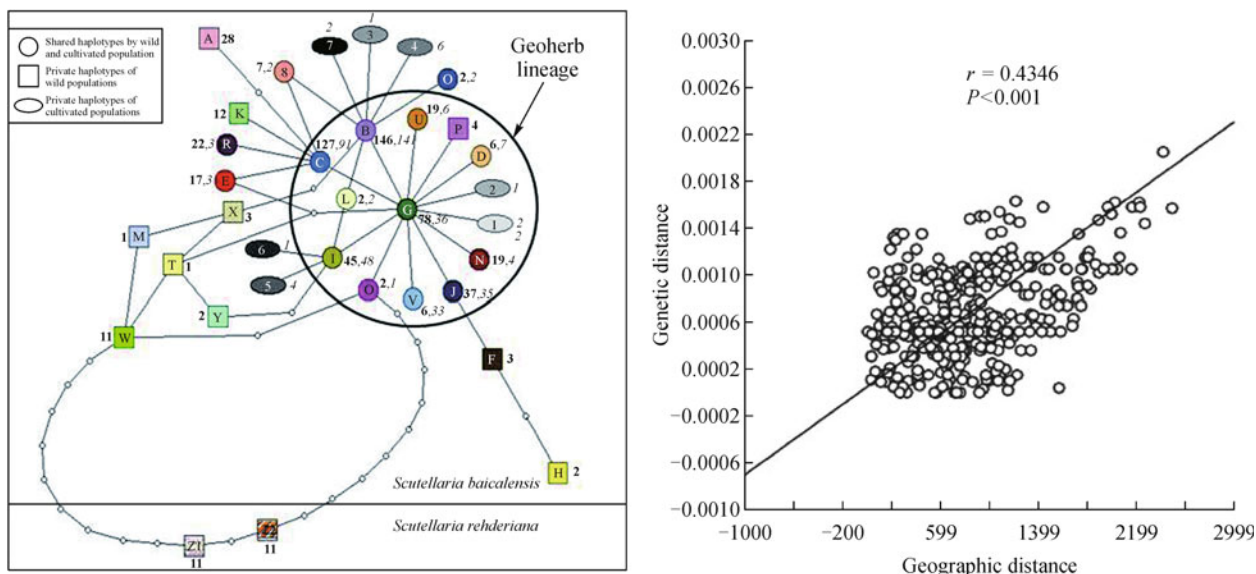 Shared haplotypes by wild
and cultivated population
Private haplotypes of
wild populations
Private haplotypes of
cultivated populations
A 28
8 7,2
7 2
3 1
4 6
O 2,2
Geoherb
lineage
K 12
R 22,3
E 17,3
C 127,91
B 146,141
U 19,6
P 4
D 6,7
2 1
L 2,2
G 78,36
1 2
2
X 3
M 1
T 1
6 1
5 4
I 45,48
N 19,4
O 2,1
V 6,33
J 37,35
Y 2
W 11
F 3
H 2
Scutellaria baicalensis
Scutellaria rehderiana
Z1 11
11
r = 0.4346
P<0.001
Genetic distance
0.0030
0.0026
0.0022
0.0018
0.0014
0.0010
0.0006
0.0002
−0.0002
−0.0006
−0.0010
−1000 −200 599 1399 2199 2999
Geographic distance